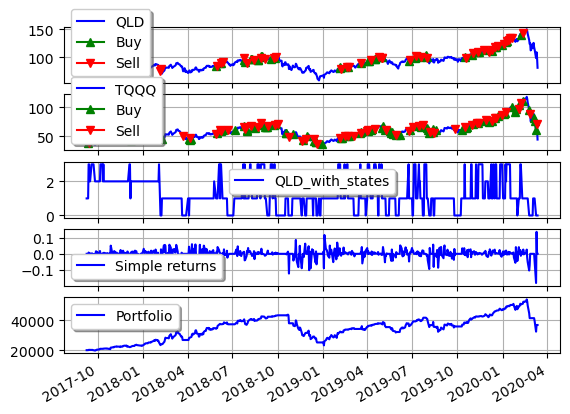 150
100
QLD
Buy
Sell
100
50
TQQQ
Buy
Sell
2
0
QLD_with_states
0.1
0.0
−0.1
Simple returns
40000
20000
Portfolio
2017-10
2018-01
2018-04
2018-07
2018-10
2019-01
2019-04
2019-07
2019-10
2020-01
2020-04